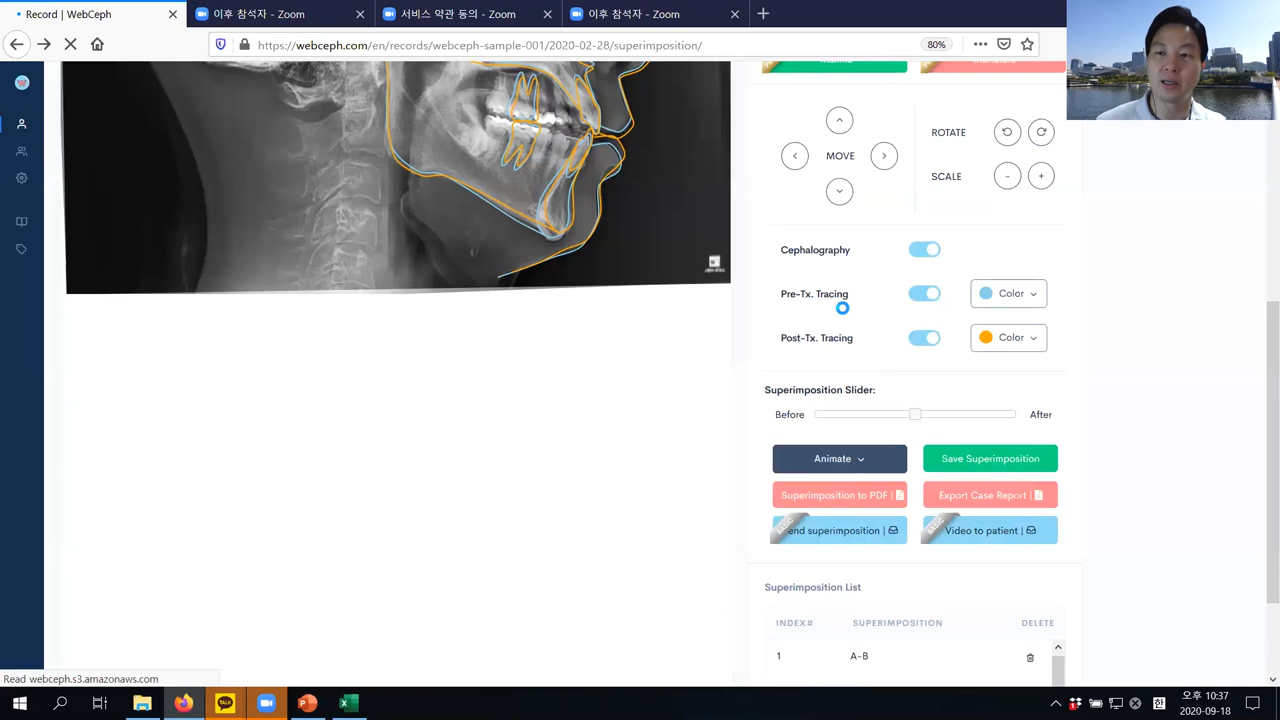 Record | WebCeph
이후 참석자 - Zoom
서비스 약관 동의 - Zoom
이후 참석자 - Zoom
https://webceph.com/en/records/webceph-sample-001/2020-02-28/superimposition/
80%
MOVE
ROTATE
SCALE
Cephalography
Pre-Tx. Tracing
Color
Post-Tx. Tracing
Color
Superimposition Slider:
Before
After
Animate
Save Superimposition
Superimposition to PDF |
Export Case Report |
BASIC
end superimposition |
BASIC
Video to patient |
Superimposition List
INDEX#
SUPERIMPOSITION
DELETE
1
A-B
Read webceph.s3.amazonaws.com
TALK
한
오후 10:37
2020-09-18